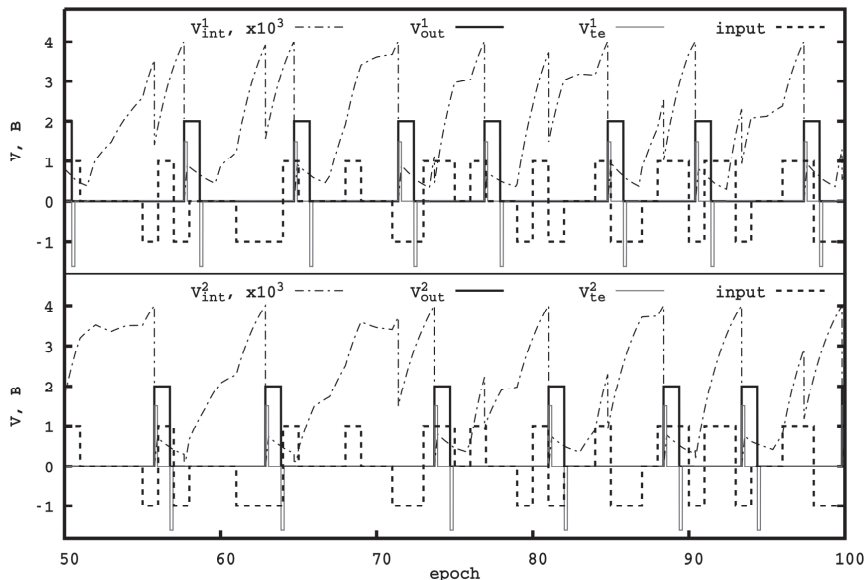 V¹int, x10³ V¹out V¹te input
4
3
2
1
0
-1
V, В
V²int, x10³ V²out V²te input
4
3
2
1
0
-1
V, В
50 60 70 80 90 100
epoch